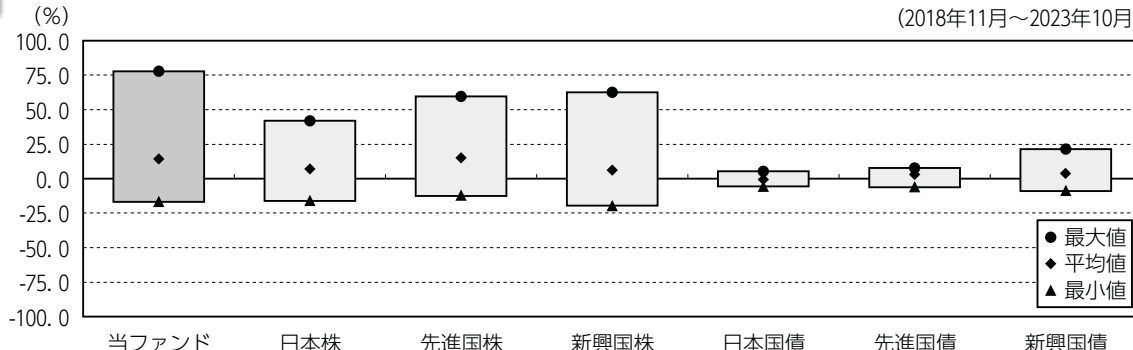 (%)
(2018年11月～2023年10月
100.0
75.0
50.0
25.0
0.0
-25.0
-50.0
-75.0
-100.0
● 最大値
◆ 平均値
▲ 最小値
当ファンド 日本株 先進国株 新興国株 日本国債 先進国債 新興国債